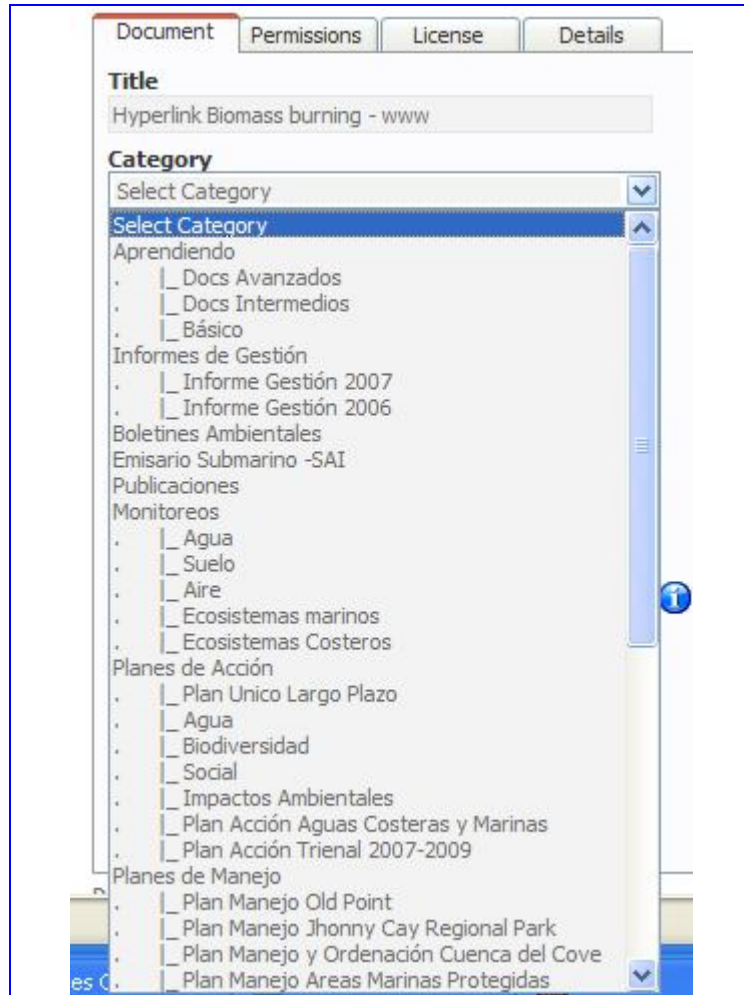 Document Permissions License Details
Title
Hyperlink Biomass burning - www
Category
Select Category
Select Category
Aprendiendo
. |_ Docs Avanzados
. |_ Docs Intermedios
. |_ Básico
Informes de Gestión
. |_ Informe Gestión 2007
. |_ Informe Gestión 2006
Boletines Ambientales
Emisario Submarino -SAI
Publicaciones
Monitoreos
. |_ Agua
. |_ Suelo
. |_ Aire
. |_ Ecosistemas marinos
. |_ Ecosistemas Costeros
Planes de Acción
. |_ Plan Unico Largo Plazo
. |_ Agua
. |_ Biodiversidad
. |_ Social
. |_ Impactos Ambientales
. |_ Plan Acción Aguas Costeras y Marinas
. |_ Plan Acción Trienal 2007-2009
Planes de Manejo
. |_ Plan Manejo Old Point
. |_ Plan Manejo Jhonny Cay Regional Park
. |_ Plan Manejo y Ordenación Cuenca del Cove
. |_ Plan Manejo Areas Marinas Protegidas